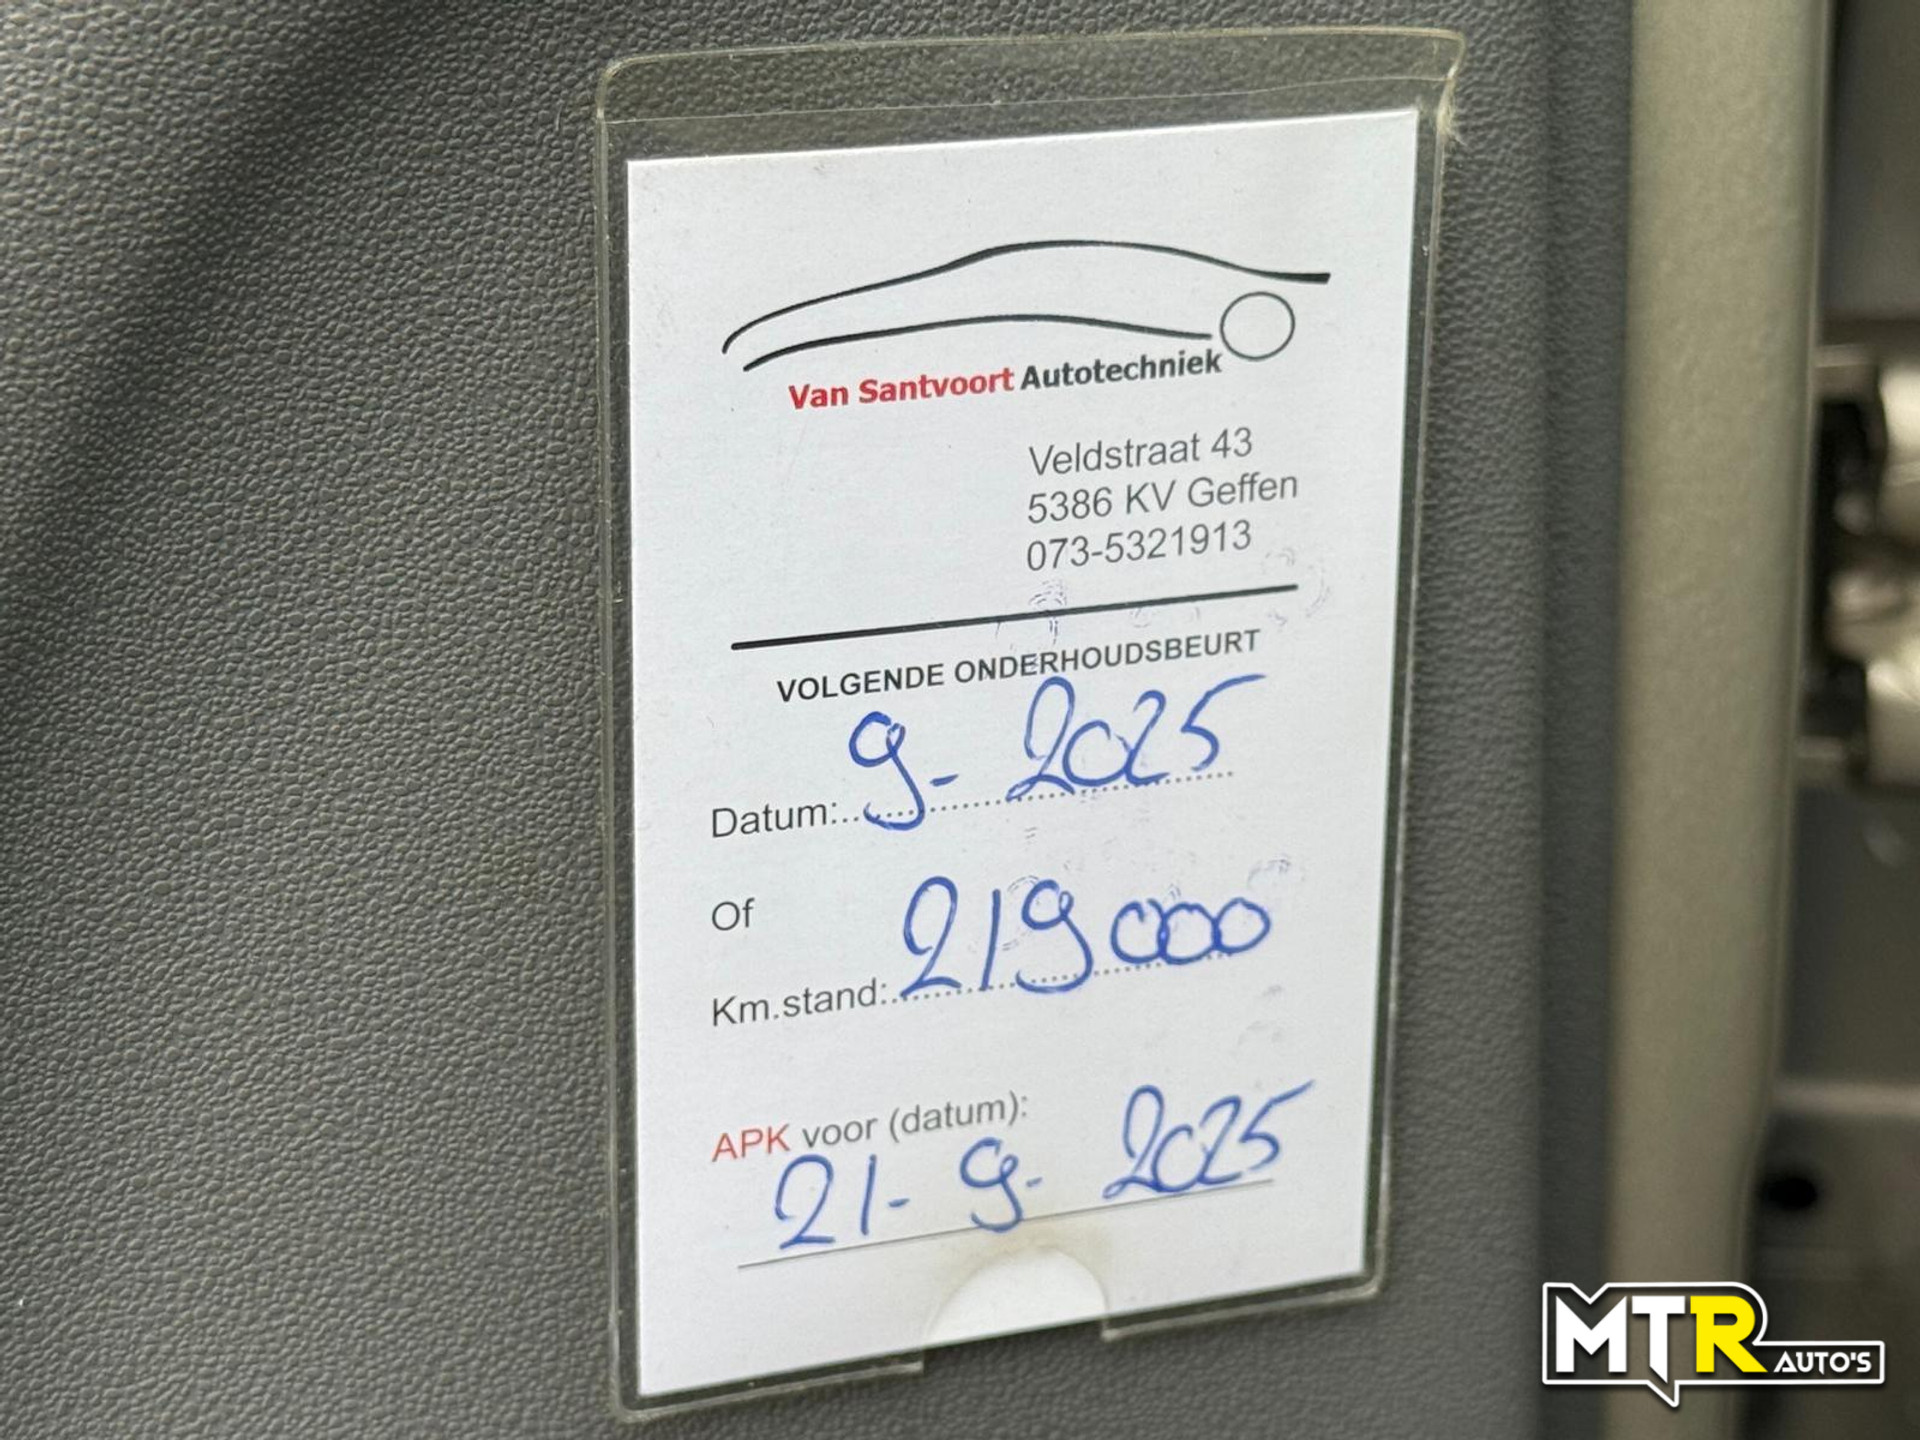 Van Santvoort Autotechniek
Veldstraat 43
5386 KV Geffen
073-5321913
VOLGENDE ONDERHOUDSBEURT
Datum: 9-2025
Of
Km.stand: 219000
APK voor (datum):
21-9-2025
MTR AUTO'S